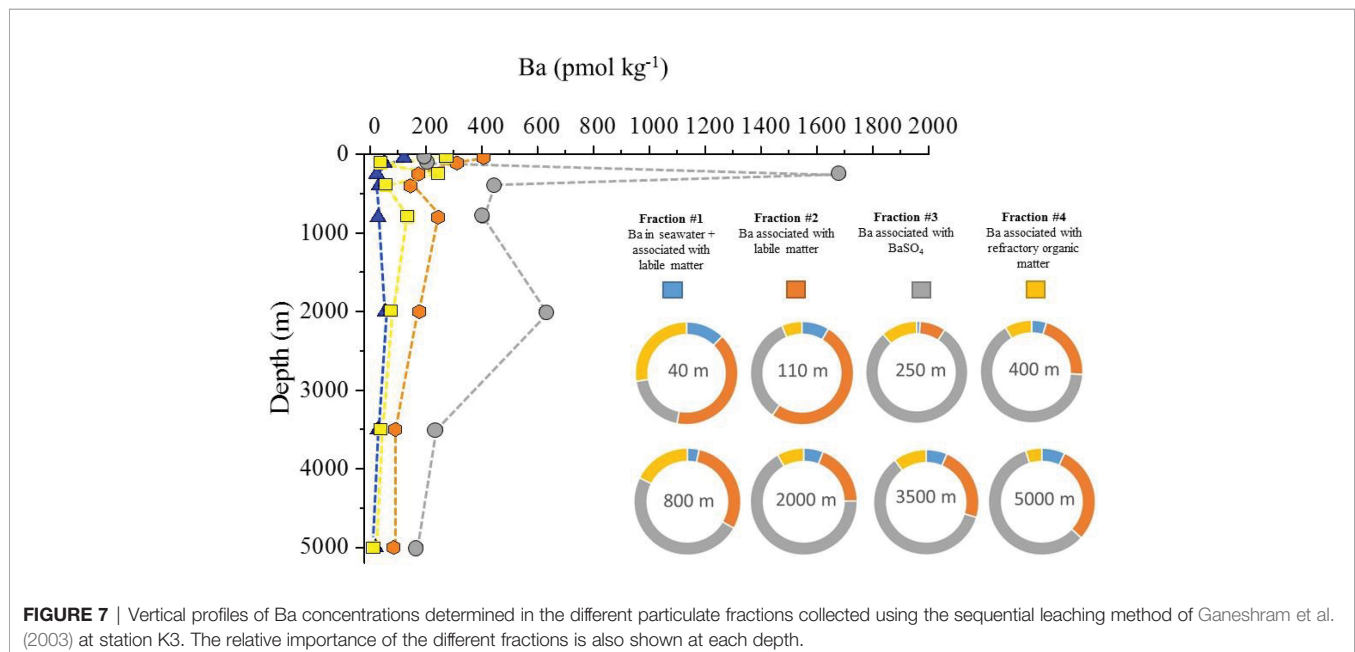 Ba (pmol kg⁻¹)
0 200 400 600 800 1000 1200 1400 1600 1800 2000
0
1000
2000
3000
4000
5000
Depth (m)
Fraction #1
Ba in seawater +
associated with
labile matter
Fraction #2
Ba associated with
labile matter
Fraction #3
Ba associated with
BaSO₄
Fraction #4
Ba associated with
refractory organic
matter
40 m 110 m 250 m 400 m
800 m 2000 m 3500 m 5000 m
FIGURE 7 | Vertical profiles of Ba concentrations determined in the different particulate fractions collected using the sequential leaching method of Ganeshram et al.
(2003) at station K3. The relative importance of the different fractions is also shown at each depth.